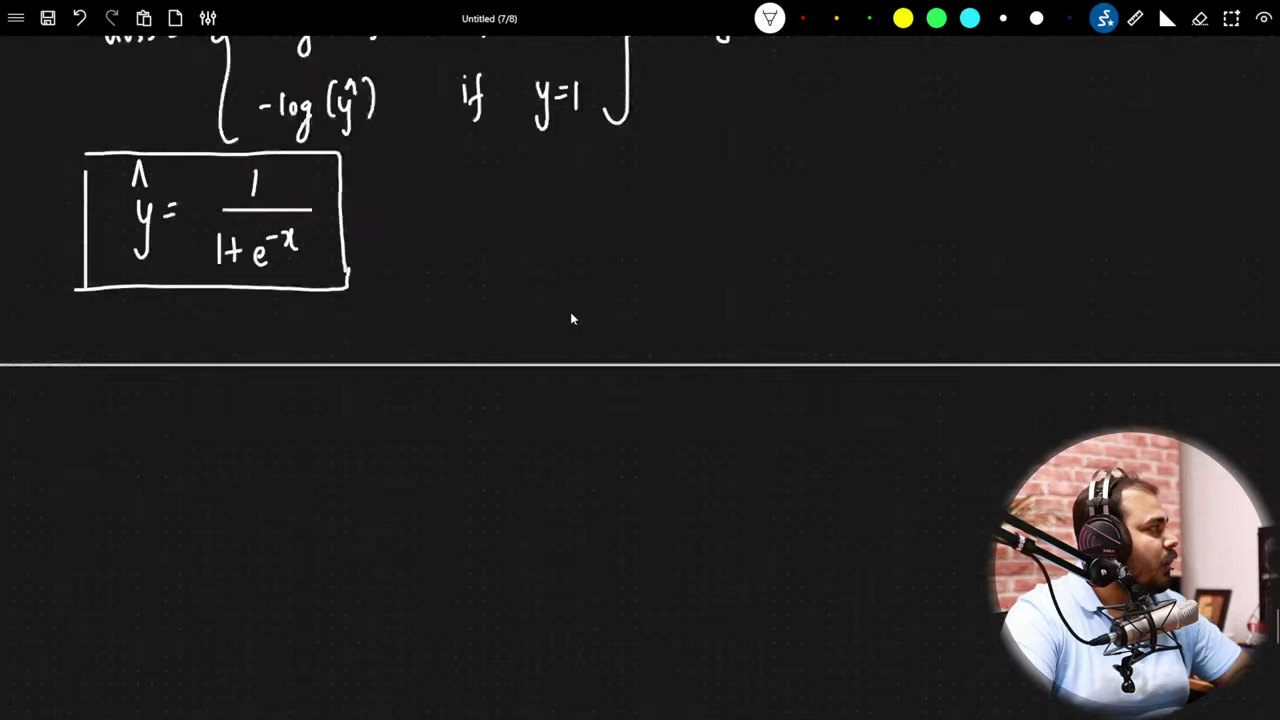 Untitled (7/8)
-log(ŷ) if y=1
ŷ = 1 / (1 + e^-x)